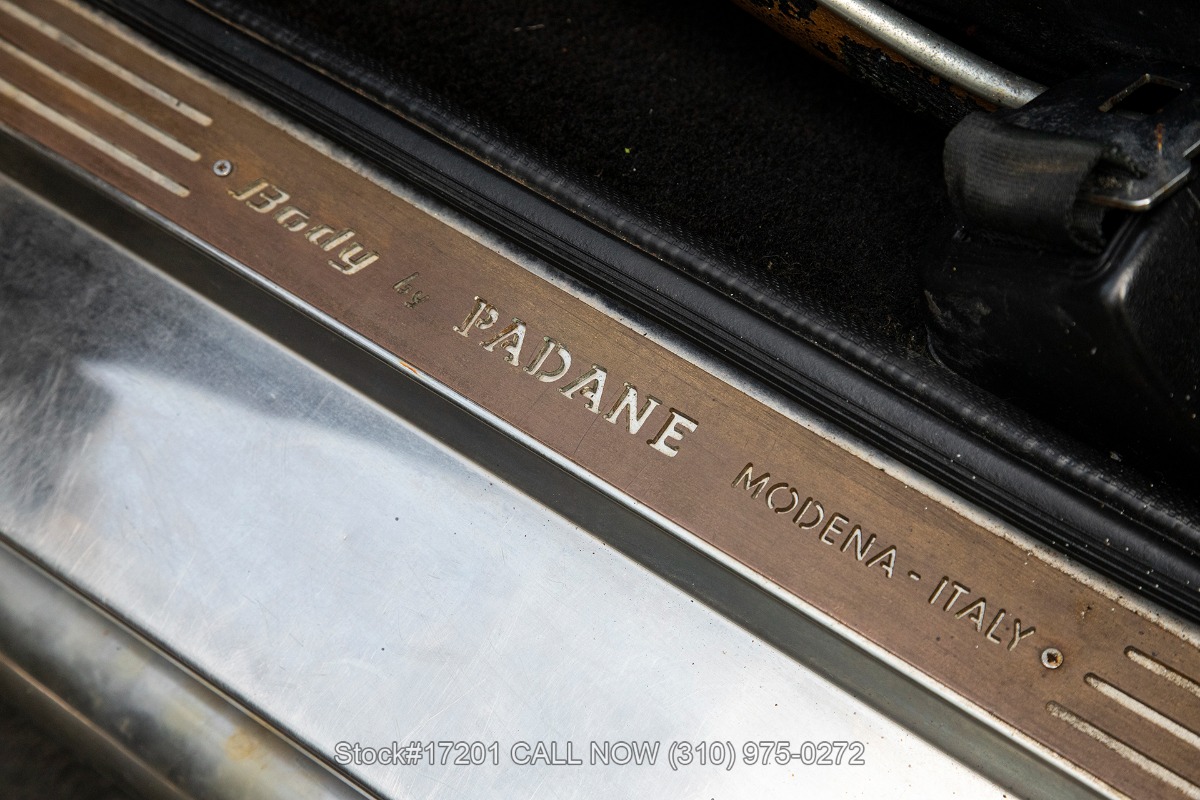 Body by PADANE MODENA - ITALY
Stock#17201 CALL NOW (310) 975-0272